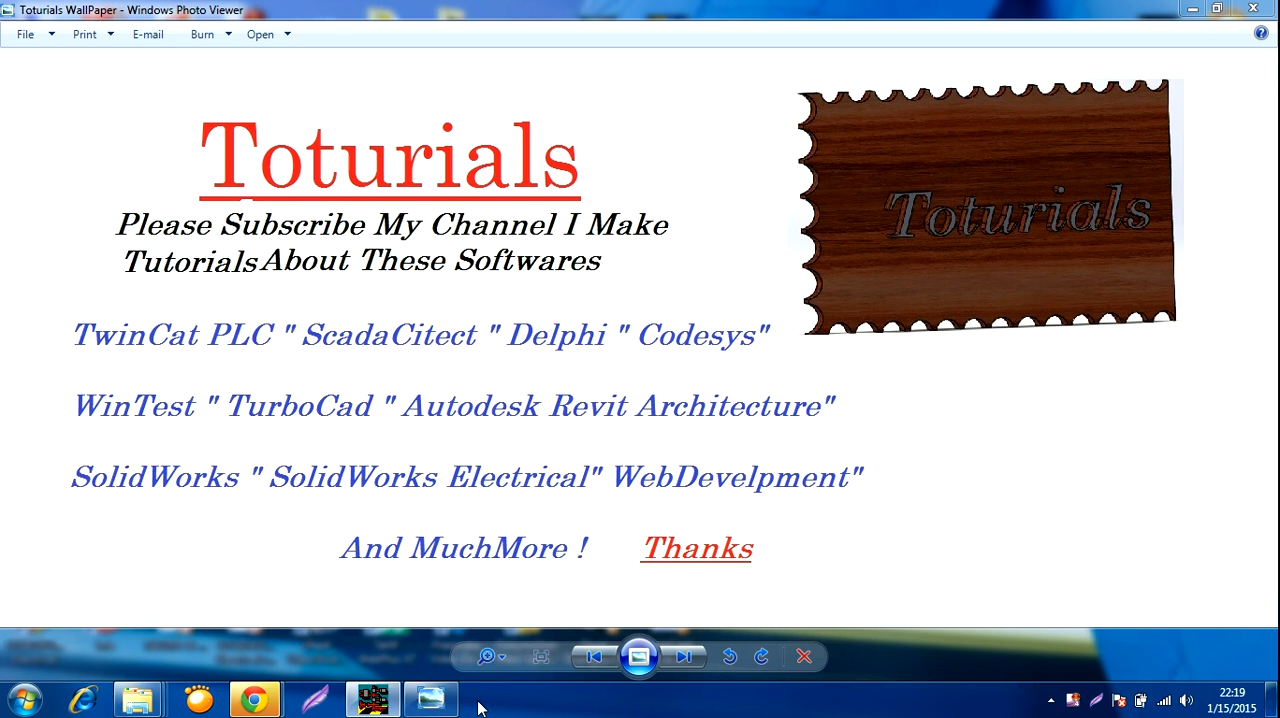 Toturials WallPaper - Windows Photo Viewer
File Print E-mail Burn Open
Toturials
Please Subscribe My Channel I Make
Tutorials About These Softwares
Toturials
TwinCat PLC " ScadaCitect " Delphi " Codesys"
WinTest " TurboCad " Autodesk Revit Architecture"
SolidWorks " SolidWorks Electrical" WebDevelpment"
And MuchMore ! Thanks
22:19
1/15/2015